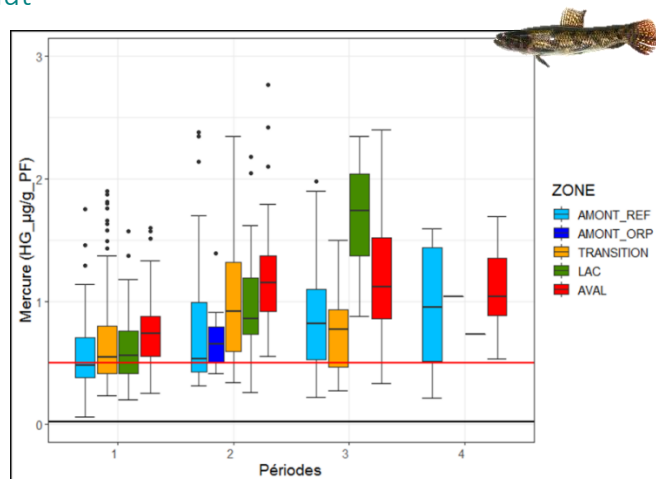 3
2
1
0
Mercure (HG_µg/g_PF)
1 2 3 4
Périodes
ZONE
AMONT_REF
AMONT_ORP
TRANSITION
LAC
AVAL